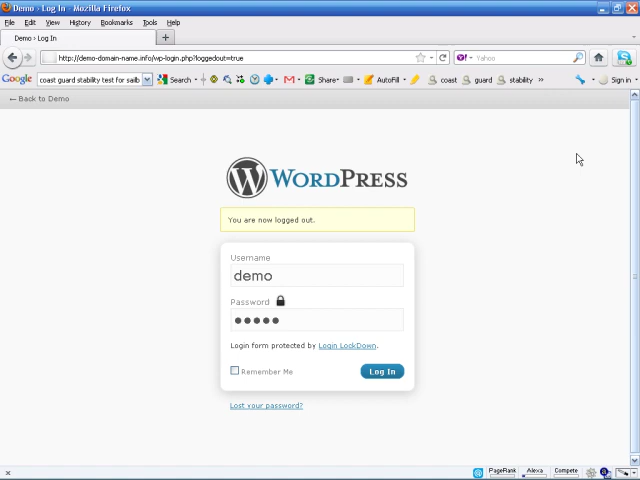 Demo › Log In - Mozilla Firefox
File Edit View History Bookmarks Tools Help
Demo › Log In
http://demo-domain-name.info/wp-login.php?loggedout=true
Yahoo
Google coast guard stability test for sailb Search Share AutoFill coast guard stability » Sign in
← Back to Demo
WORDPRESS
You are now logged out.
Username
demo
Password
●●●●●
Login form protected by Login LockDown.
Remember Me Log In
Lost your password?
PageRank Alexa Compete